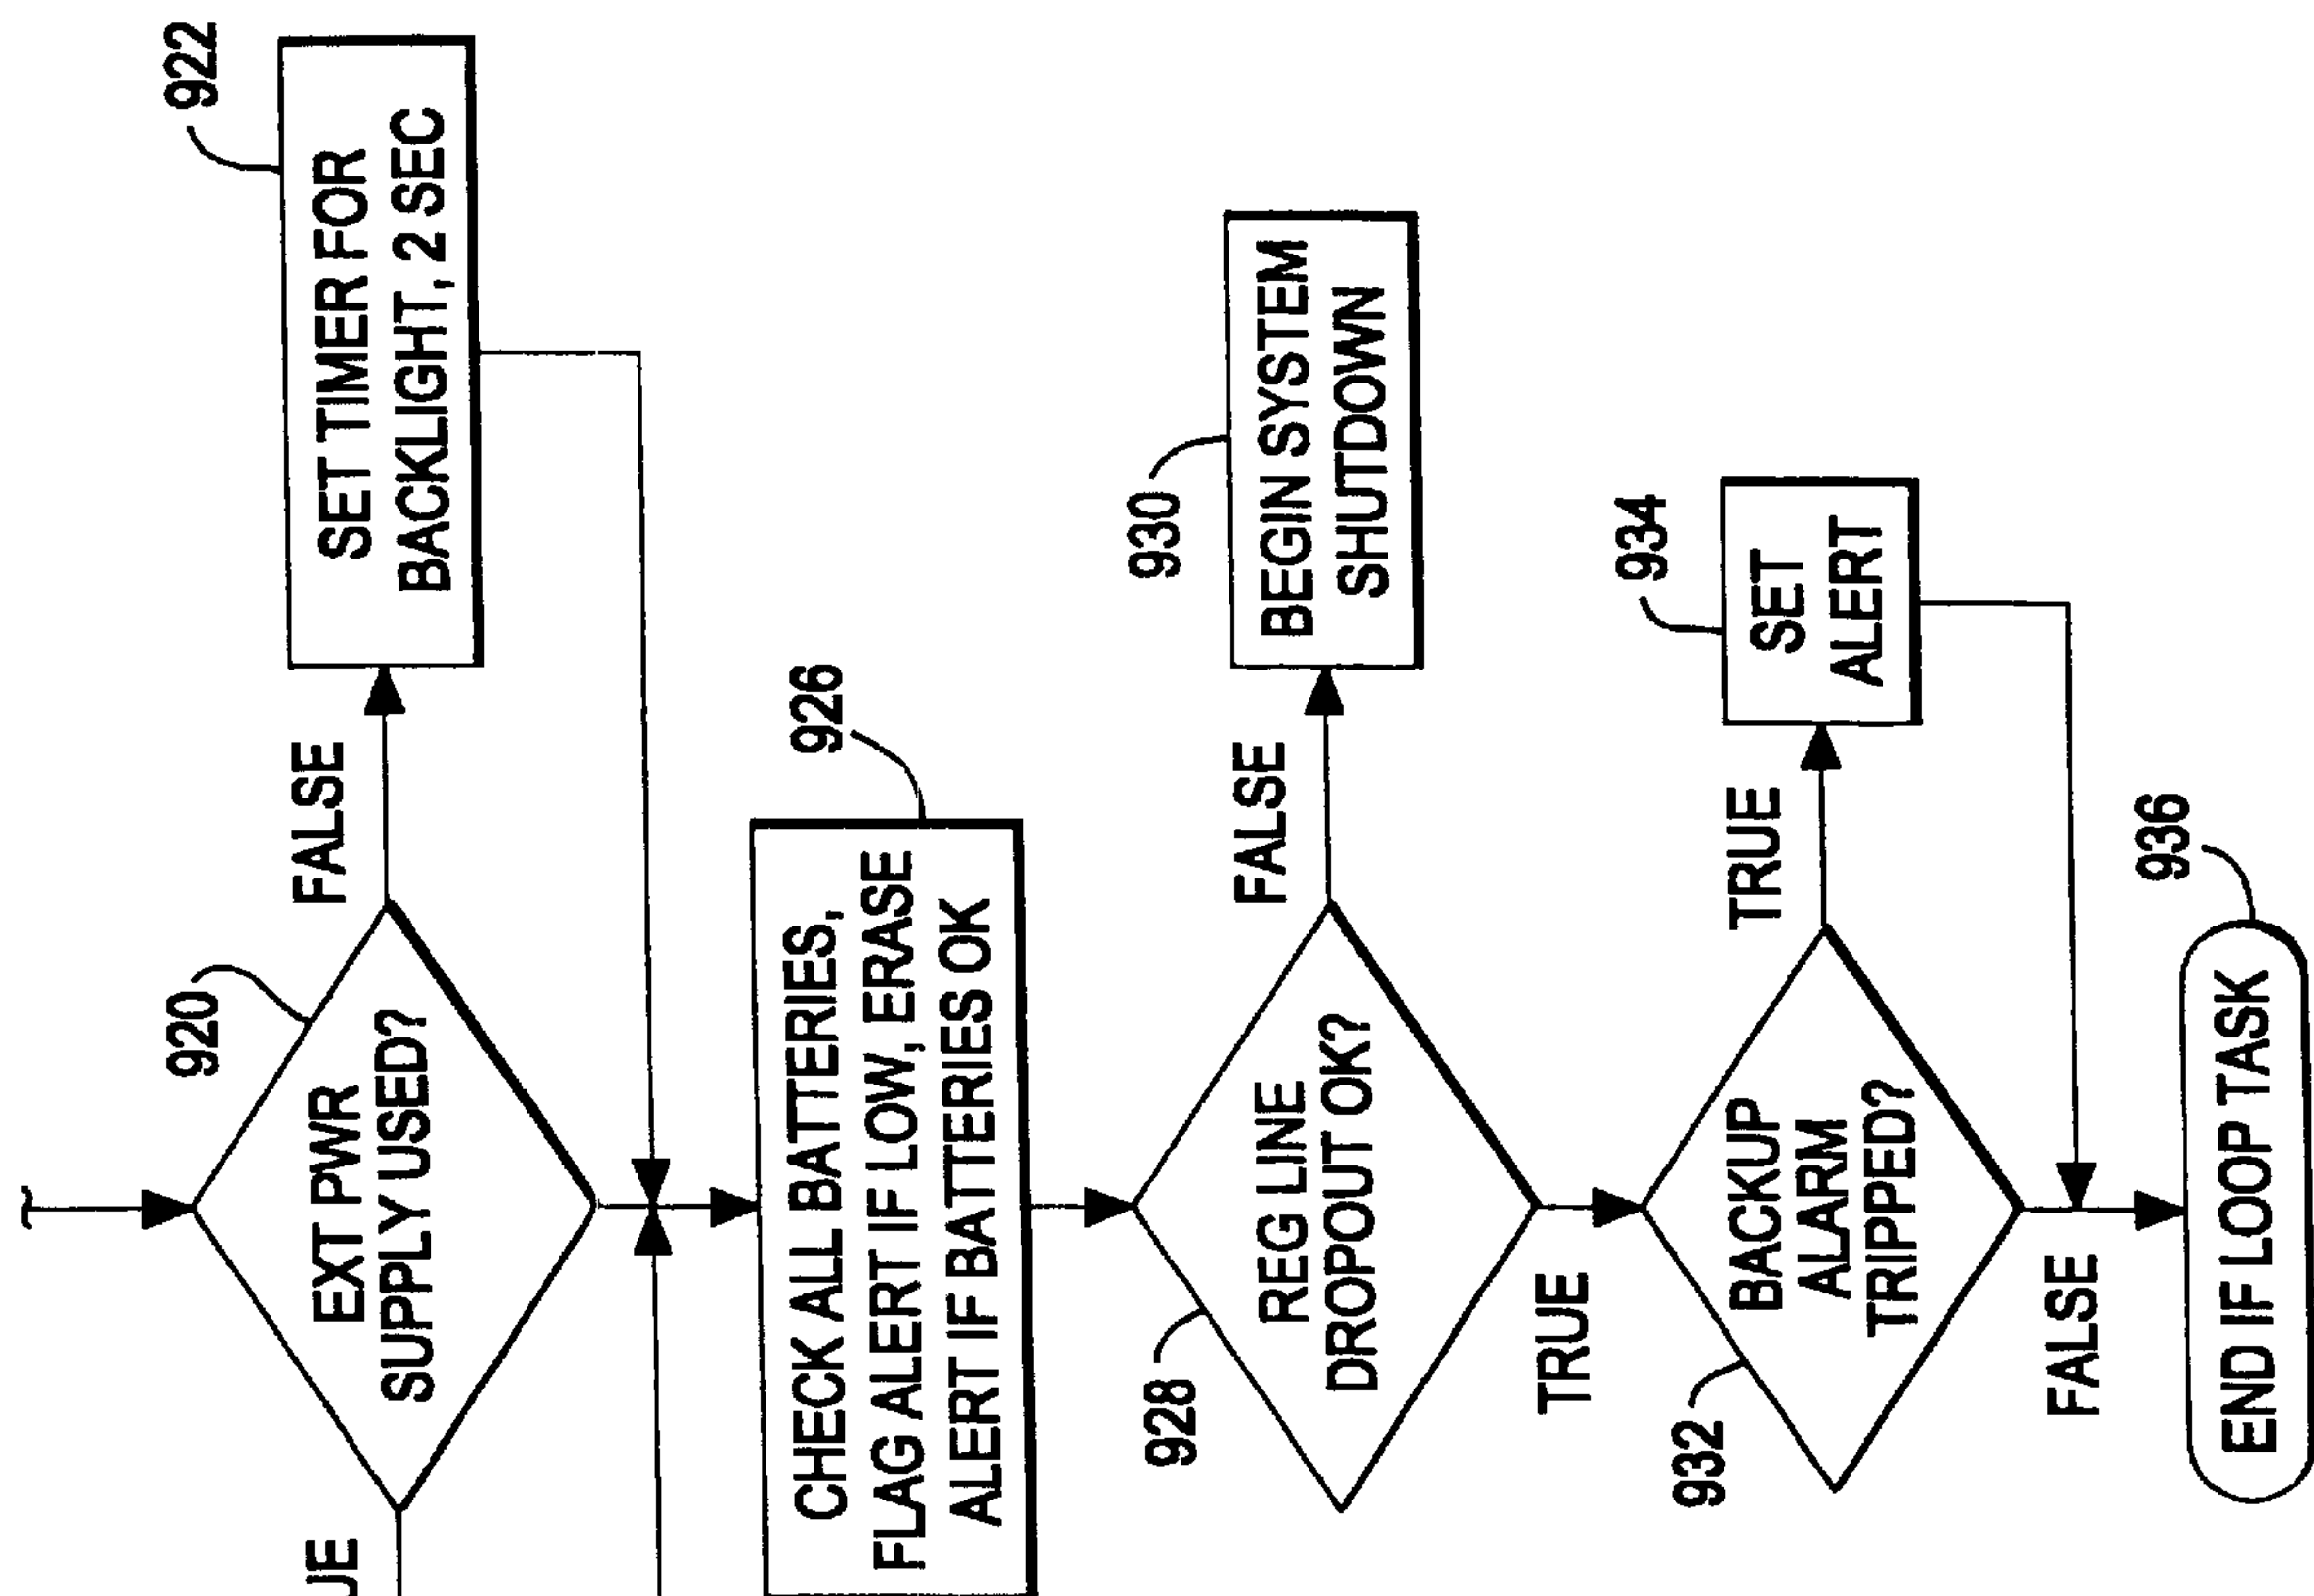 920
EXT PWR
SUPPLY USED?
FALSE
922
SET TIMER FOR
BACKLIGHT, 2 SEC
926
CHECK ALL BATTERIES,
FLAG ALERT IF LOW, ERASE
ALERT IF BATTERIES OK
928
REG LINE
DROPOUT OK?
FALSE
930
BEGIN SYSTEM
SHUTDOWN
TRUE
932
BACKUP
ALARM
TRIPPED?
TRUE
934
SET
ALERT
FALSE
936
END IF LOOP TASK